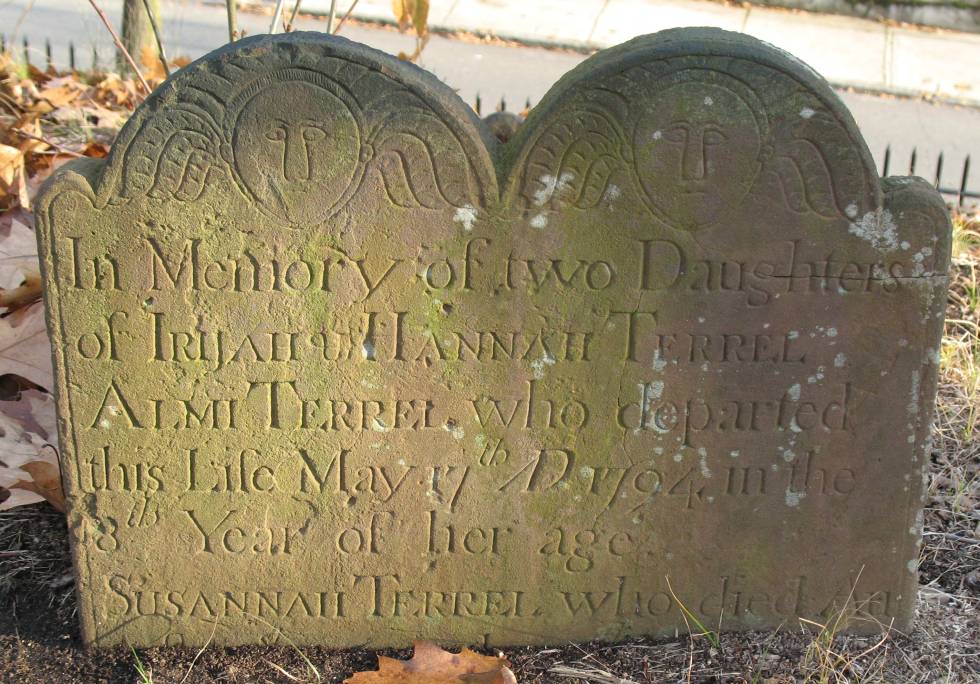 In Memory of two Daughters
of IRIJAH & HANNAH TERREL
ALMI TERREL. who departed
this Life May 17th AD. 1794. in the
8th Year of her age.
SUSANNAH TERREL. who died